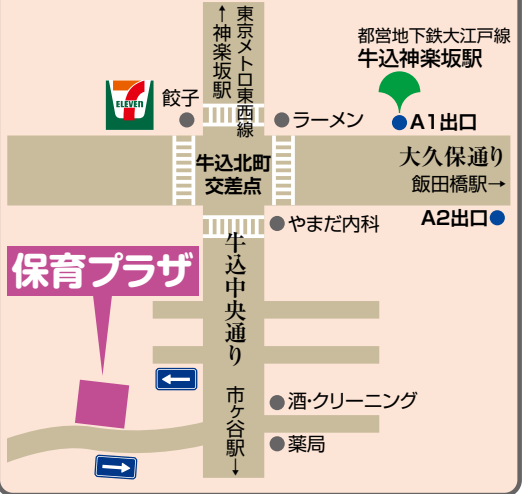 ↑神楽坂駅
東京メトロ東西線
都営地下鉄大江戸線
牛込神楽坂駅
7
ELEVEN
餃子
ラーメン
A1出口
牛込北町
交差点
大久保通り
飯田橋駅→
A2出口
やまだ内科
牛込中央通り
保育プラザ
←
市ヶ谷駅→
酒・クリーニング
薬局
→